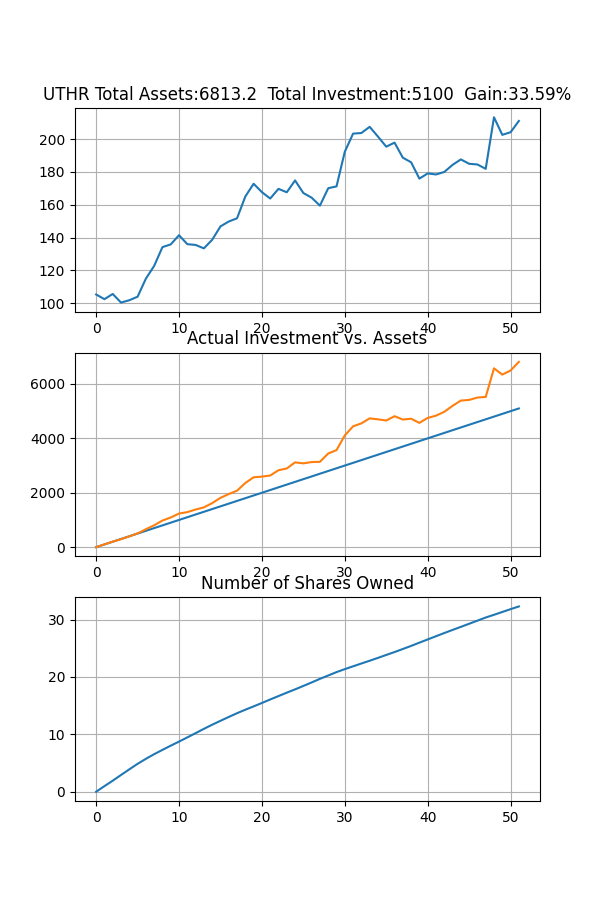 UTHR Total Assets:6813.2  Total Investment:5100  Gain:33.59%
200
180
160
140
120
100
0 10 20 30 40 50
Actual Investment vs. Assets
6000
4000
2000
0
0 10 20 30 40 50
Number of Shares Owned
30
20
10
0
0 10 20 30 40 50